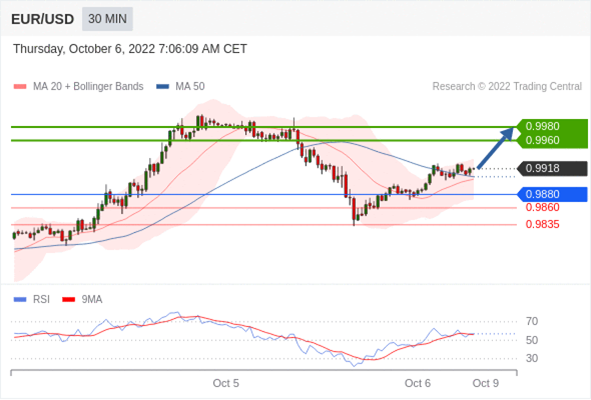 EUR/USD 30 MIN
Thursday, October 6, 2022 7:06:09 AM CET
MA 20 + Bollinger Bands MA 50 Research © 2022 Trading Central
0.9980
0.9960
0.9918
0.9880
0.9860
0.9835
RSI 9MA
70
50
30
Oct 5 Oct 6 Oct 9